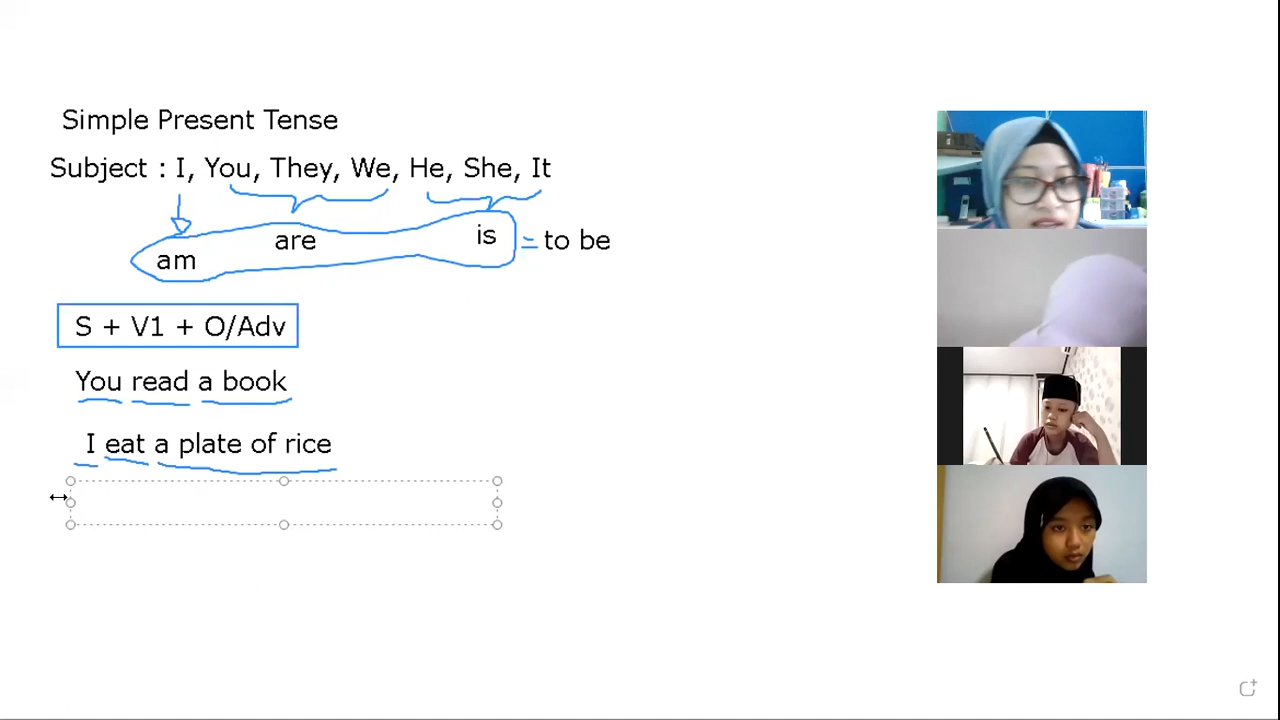 Simple Present Tense
Subject : I, You, They, We, He, She, It
am are is = to be
S + V1 + O/Adv
You read a book
I eat a plate of rice